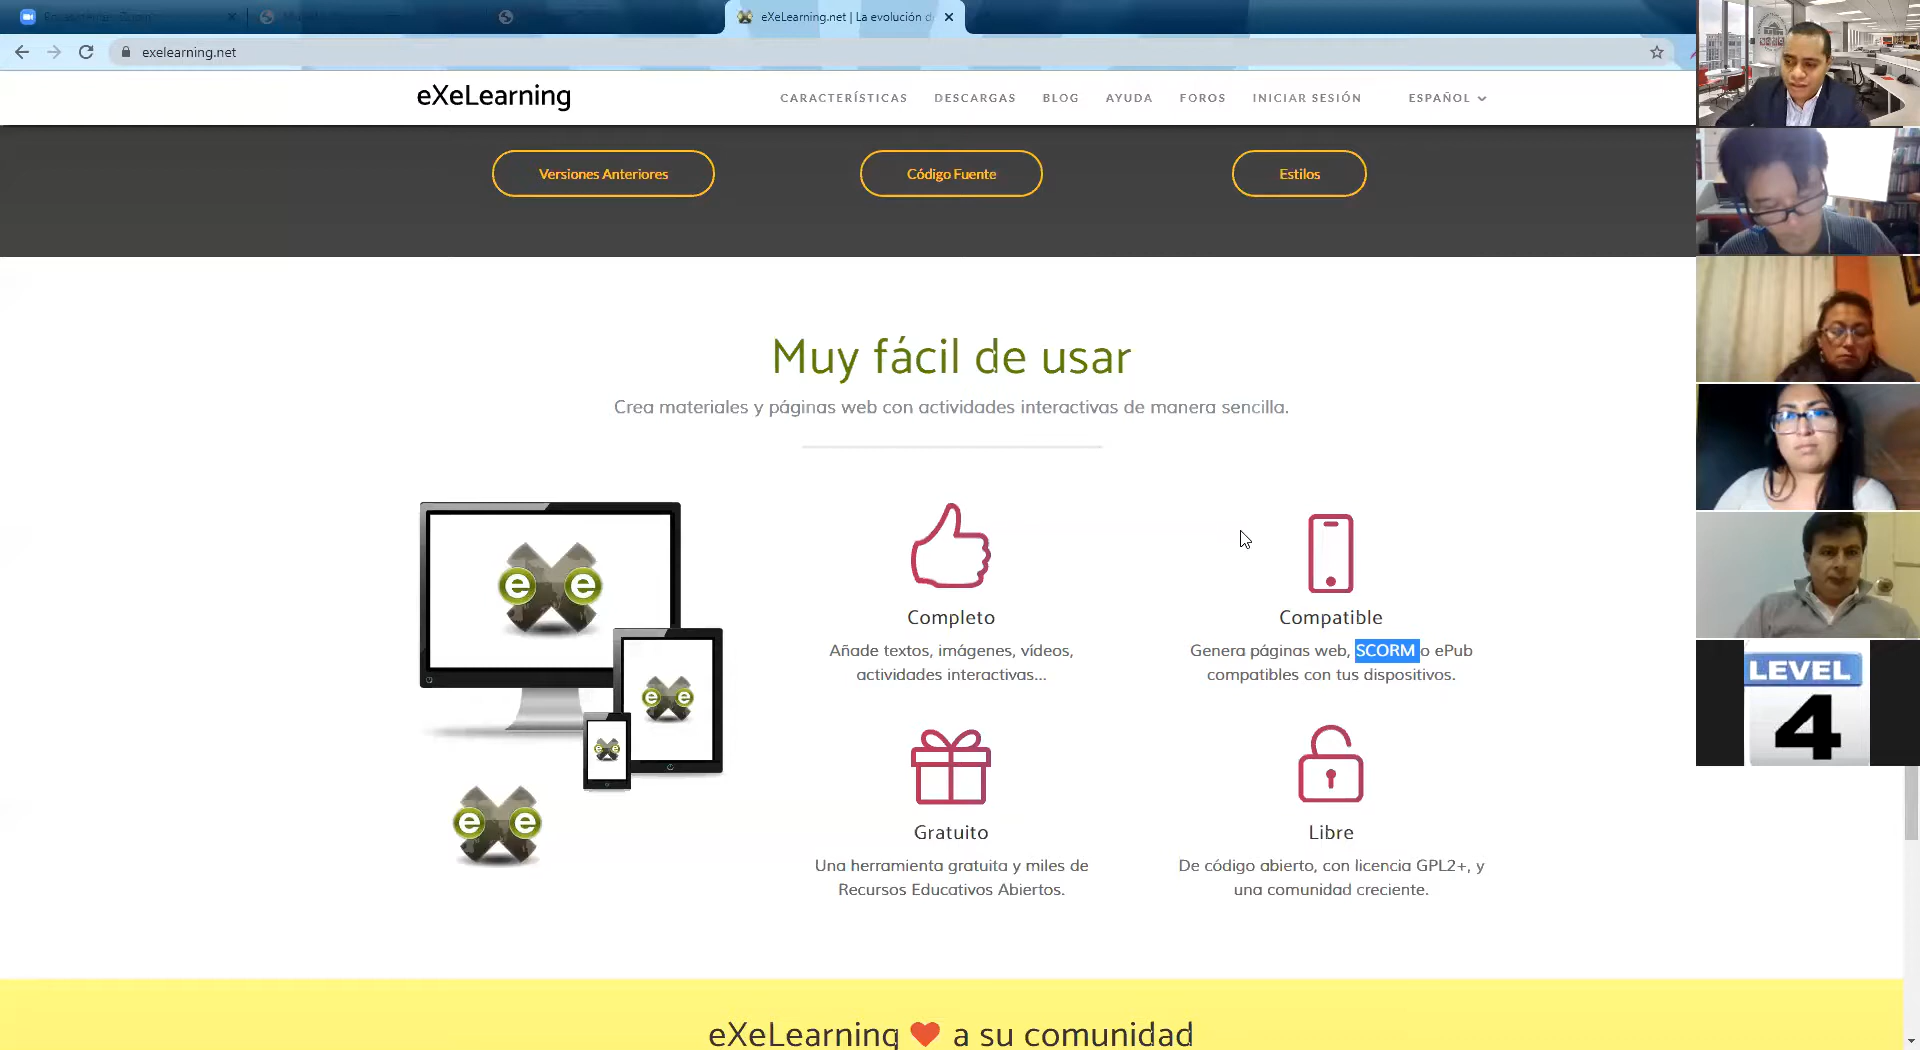 eXeLearning.net | La evolución d
exelearning.net
eXeLearning
CARACTERÍSTICAS
DESCARGAS
BLOG
AYUDA
FOROS
INICIAR SESIÓN
ESPAÑOL
Versiones Anteriores
Código Fuente
Estilos
Muy fácil de usar
Crea materiales y páginas web con actividades interactivas de manera sencilla.
e e
e e
e e
e e
Completo
Añade textos, imágenes, vídeos,
actividades interactivas...
Compatible
Genera páginas web, SCORM o ePub
compatibles con tus dispositivos.
Gratuito
Una herramienta gratuita y miles de
Recursos Educativos Abiertos.
Libre
De código abierto, con licencia GPL2+, y
una comunidad creciente.
eXeLearning ❤ a su comunidad
LEVEL
4